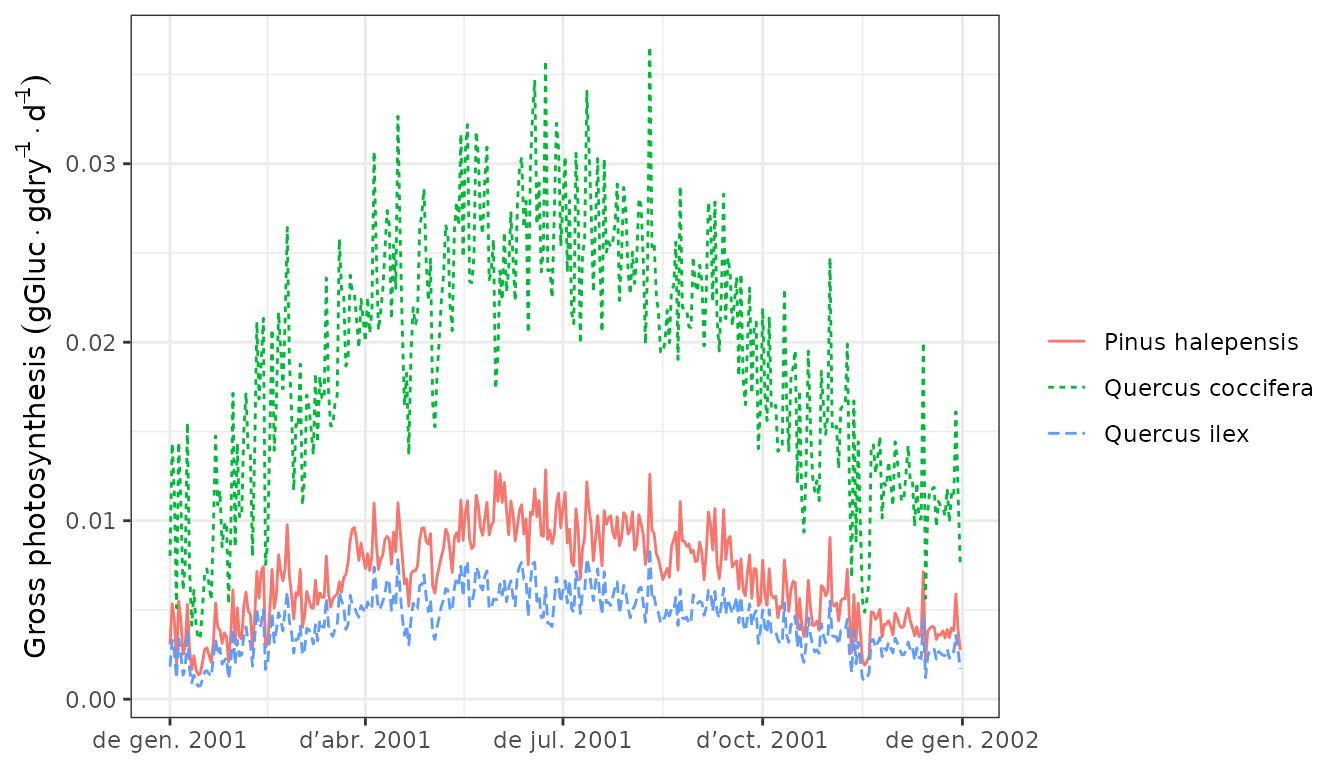 Gross photosynthesis (gGluc · gdry⁻¹ · d⁻¹)
0.03
0.02
0.01
0.00
de gen. 2001
d’abr. 2001
de jul. 2001
d’oct. 2001
de gen. 2002
Pinus halepensis
Quercus coccifera
Quercus ilex